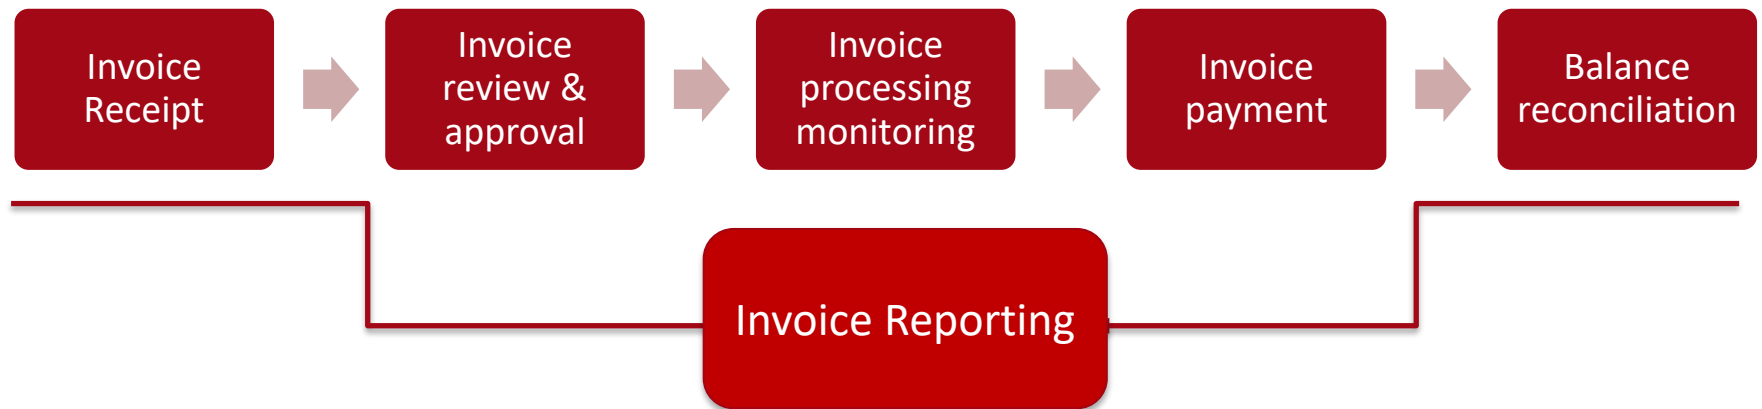 Invoice
Receipt
Invoice
review &
approval
Invoice
processing
monitoring
Invoice
payment
Balance
reconciliation
Invoice Reporting